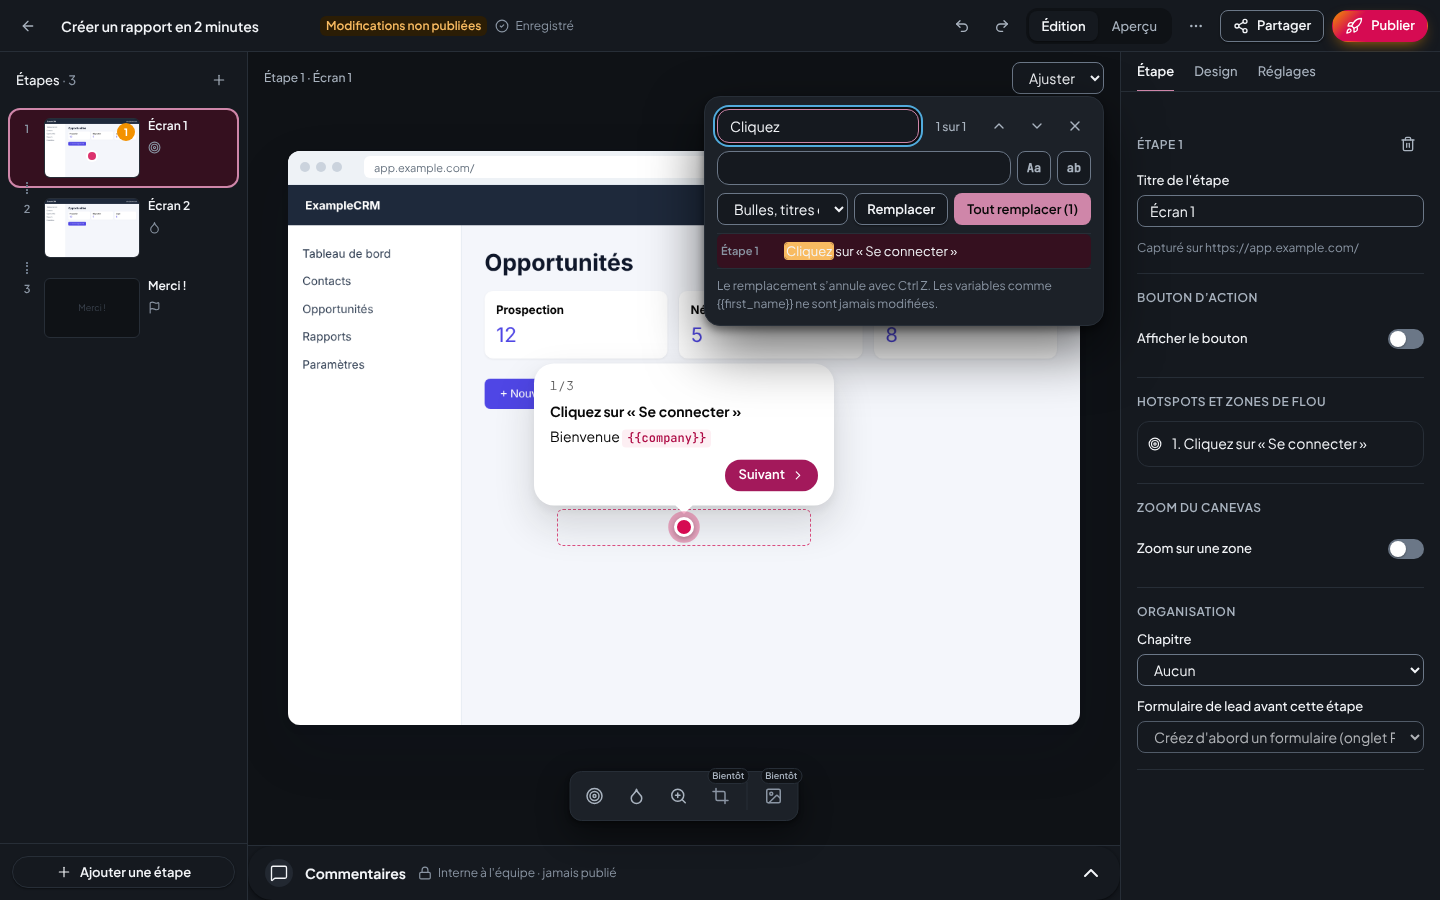 Créer un rapport en 2 minutes
Modifications non publiées
Enregistré
Édition
Aperçu
Partager
Publier
Étapes · 3
1
1
Écran 1
2
Écran 2
3
Merci !
Merci !
Ajouter une étape
Étape 1 · Écran 1
Ajuster
Cliquez
1 sur 1
Aa
ab
Bulles, titres
Remplacer
Tout remplacer (1)
Étape 1
Cliquez sur « Se connecter »
Le remplacement s'annule avec Ctrl Z. Les variables comme
{{first_name}} ne sont jamais modifiées.
app.example.com/
ExampleCRM
Tableau de bord
Contacts
Opportunités
Rapports
Paramètres
Opportunités
Prospection
12
5
8
1 / 3
Cliquez sur « Se connecter »
Bienvenue {{company}}
Suivant
Bientôt
Bientôt
Commentaires
Interne à l'équipe · jamais publié
Étape
Design
Réglages
ÉTAPE 1
Titre de l'étape
Écran 1
Capturé sur https://app.example.com/
BOUTON D'ACTION
Afficher le bouton
HOTSPOTS ET ZONES DE FLOU
1. Cliquez sur « Se connecter »
ZOOM DU CANEVAS
Zoom sur une zone
ORGANISATION
Chapitre
Aucun
Formulaire de lead avant cette étape
Créez d'abord un formulaire (onglet